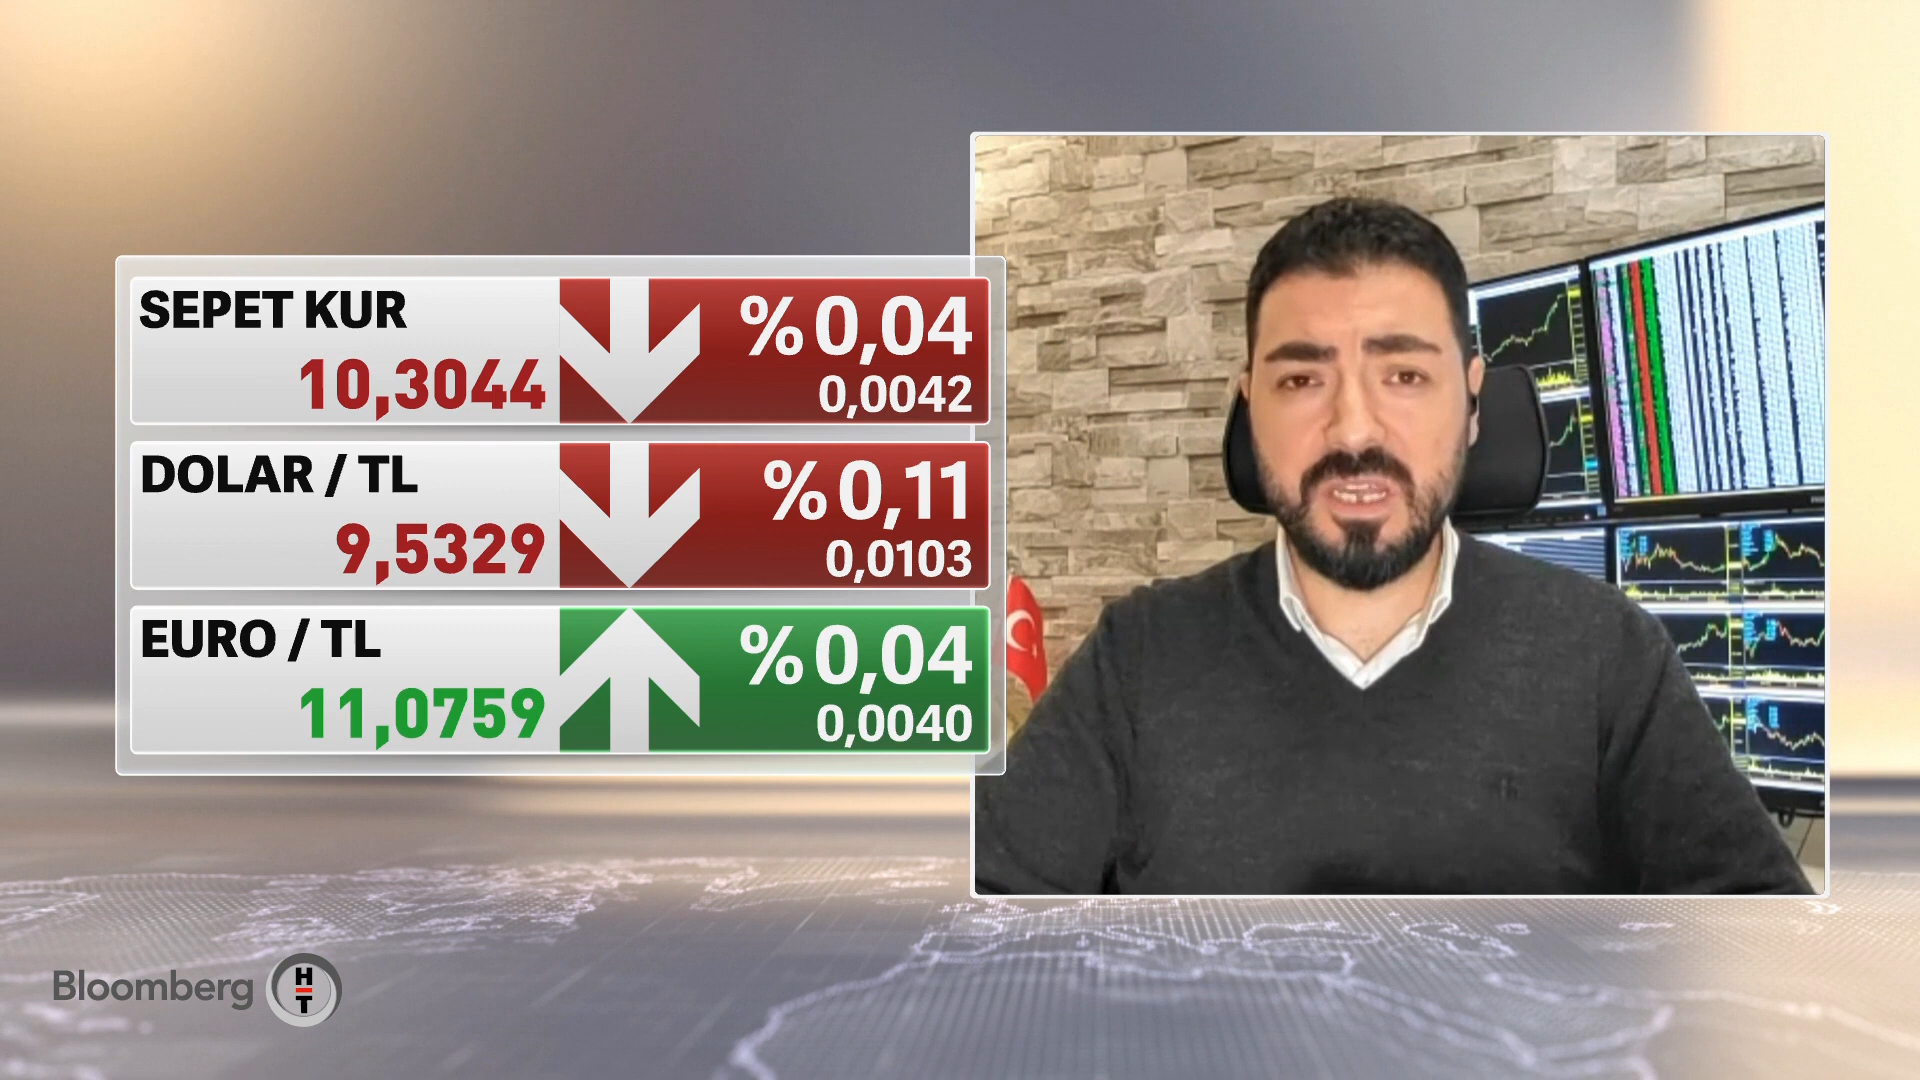 SEPET KUR
10,3044
%0,04
0,0042
DOLAR / TL
9,5329
%0,11
0,0103
EURO / TL
11,0759
%0,04
0,0040
Bloomberg HT